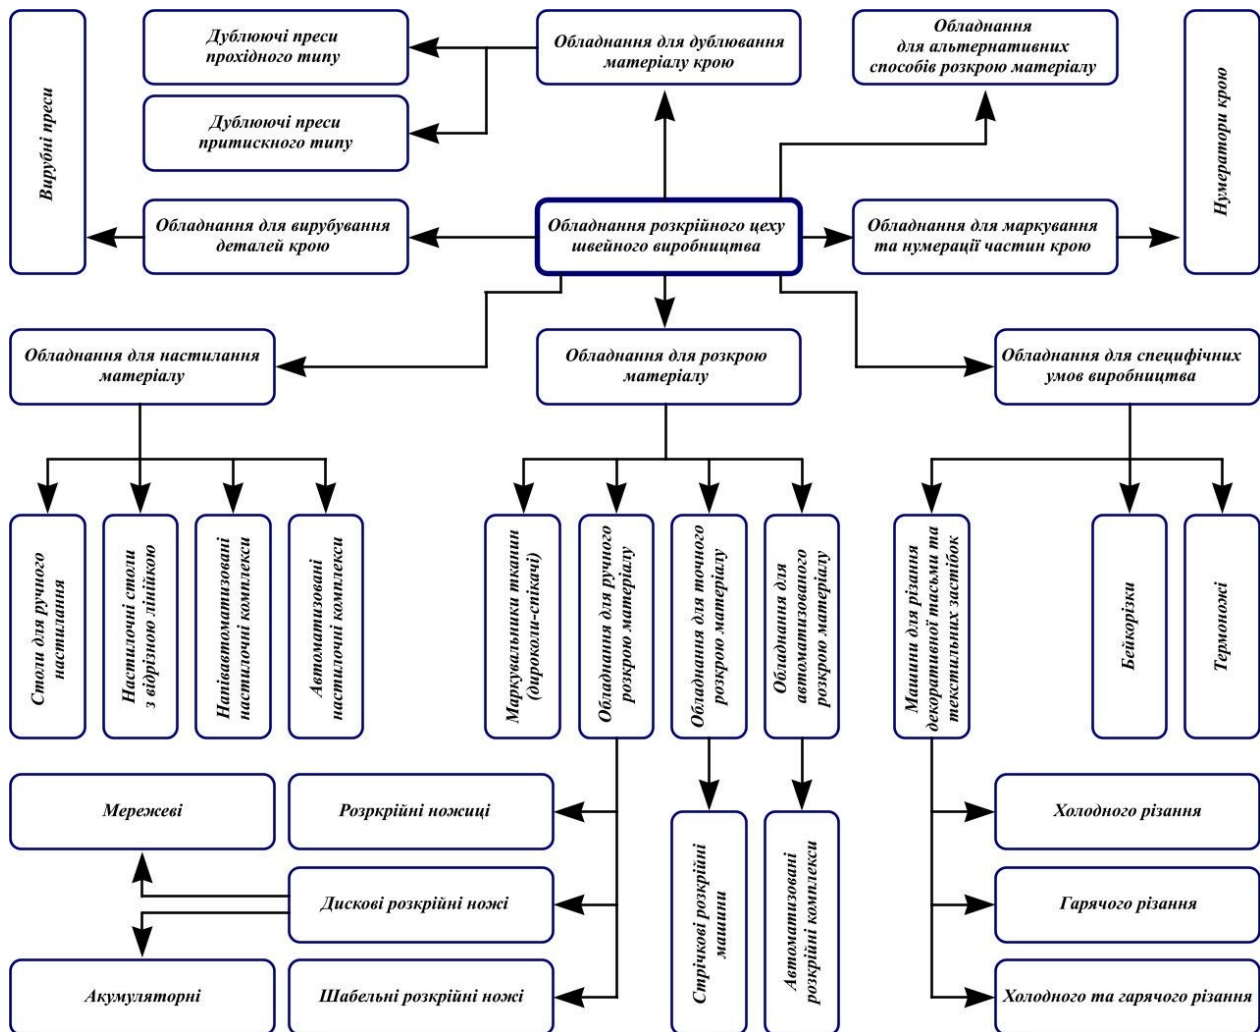 Вирубні преси
Дублюючі преси
прохідного типу
Обладнання для дублювання
матеріалу крою
Обладнання
для альтернативних
способів розкрою матеріалу
Нумератори крою
Дублюючі преси
притискного типу
Обладнання для вирубування
деталей крою
Обладнання розкрійного цеху
швейного виробництва
Обладнання для маркування
та нумерації частин крою
Обладнання для настилання
матеріалу
Обладнання для розкрою
матеріалу
Обладнання для специфічних
умов виробництва
Столи для ручного
настилання
Настилочні столи
з відрізною лінійкою
Напівавтоматизовані
настилочні комплекси
Автоматизовані
настилочні комплекси
Маркувальники тканин
(дироколи-спікачі)
Обладнання для ручного
розкрою матеріалу
Обладнання для точного
розкрою матеріалу
Обладнання для
автоматизованого
розкрою матеріалу
Машини для різання
декоративної тасьми та
текстильних застібок
Бейкорізки
Термоножі
Мережеві
Розркрійні ножиці
Холодного різання
Дискові розкрійні ножі
Гарячого різання
Акумуляторні
Шабельні розкрійні ножі
Стрічкові розкрійні
машини
Автоматизовані
розкрійні комплекси
Холодного та гарячого різання